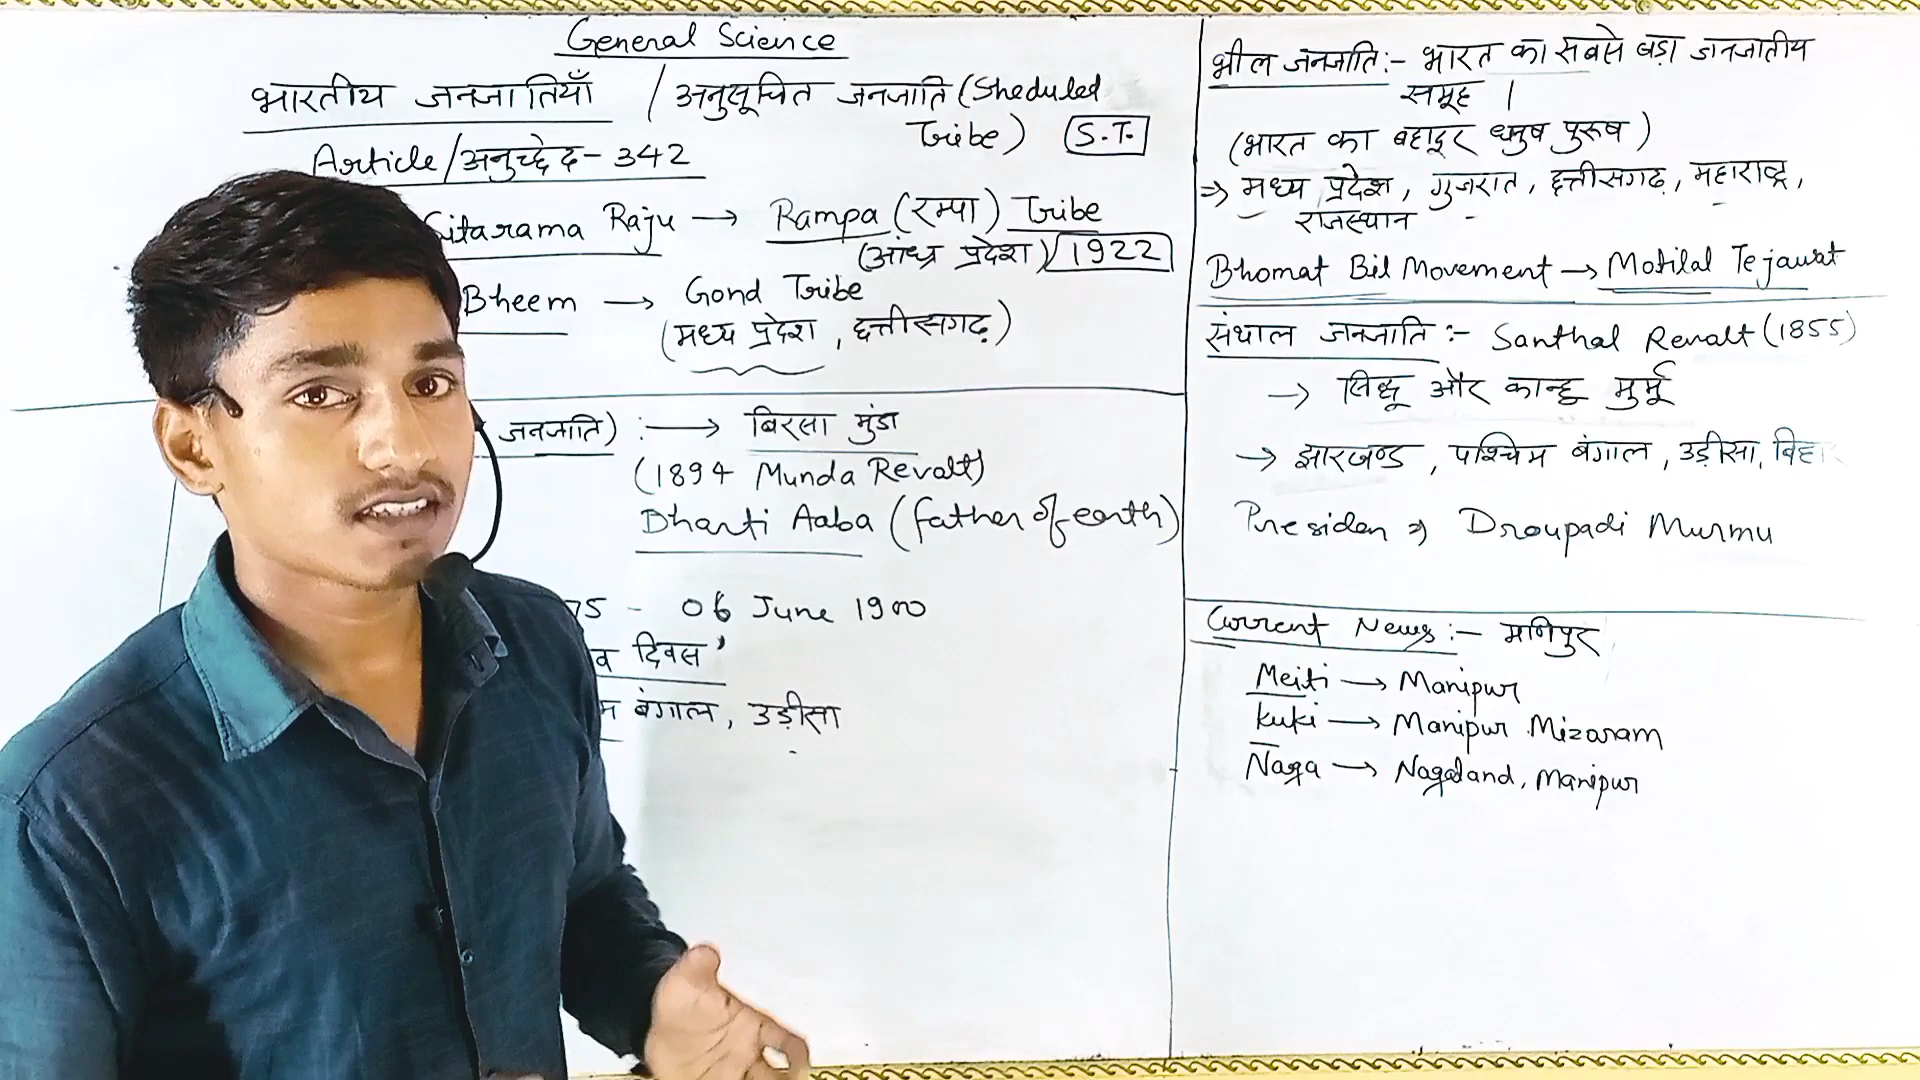 General Science
भारतीय जनजातियाँ / अनुसूचित जनजाति (Sheduled
Tribe) S.T.
Article/अनुच्छेद - 342
Sitarama Raju → Rampa (रम्पा) Tribe
(आंध्र प्रदेश) 1922
Bheem → Gond Tribe
(मध्य प्रदेश, छत्तीसगढ़)
जनजाति) :→ बिरसा मुंडा
(1894 Munda Revolt)
Dharti Aaba (father of earth)
75 - 06 June 1900
व दिवस'
म बंगाल, उड़ीसा
भील जनजाति :- भारत का सबसे बड़ा जनजातीय
समूह ।
(भारत का बहादूर धनुष पुरूष)
⇒ मध्य प्रदेश, गुजरात, छत्तीसगढ़, महाराष्ट्र,
राजस्थान
Bhomat Bil Movement → Motilal Tejawat
संथाल जनजाति :- Santhal Revolt (1855)
→ सिद्धू और कान्हू मुर्मू
→ झारखण्ड, पश्चिम बंगाल, उड़ीसा, बिहा
Presiden ⇒ Droupadi Murmu
Current News :- मणिपुर
Meiti → Manipur
Kuki → Manipur Mizoram
Naga → Nagaland, Manipur